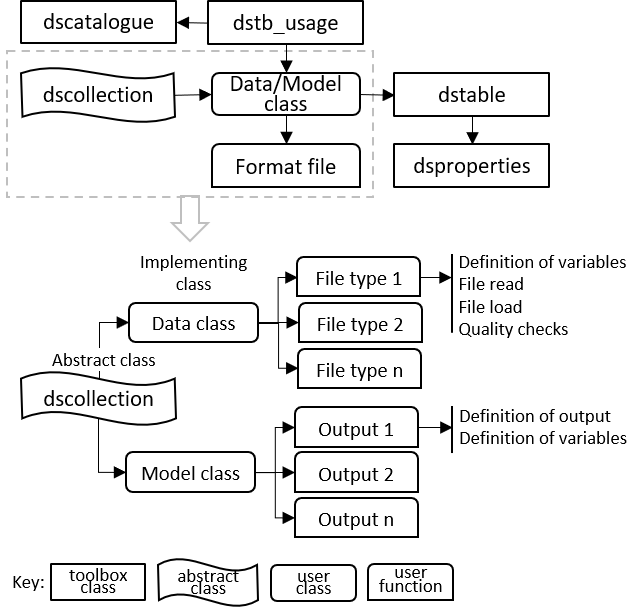 dscatalogue
dstb_usage
dscollection
Data/Model
class
dstable
Format file
dsproperties
Implementing
class
Data class
File type 1
File type 2
File type n
Definition of variables
File read
File load
Quality checks
Abstract class
dscollection
Model class
Output 1
Output 2
Output n
Definition of output
Definition of variables
Key:
toolbox
class
abstract
class
user
class
user
function